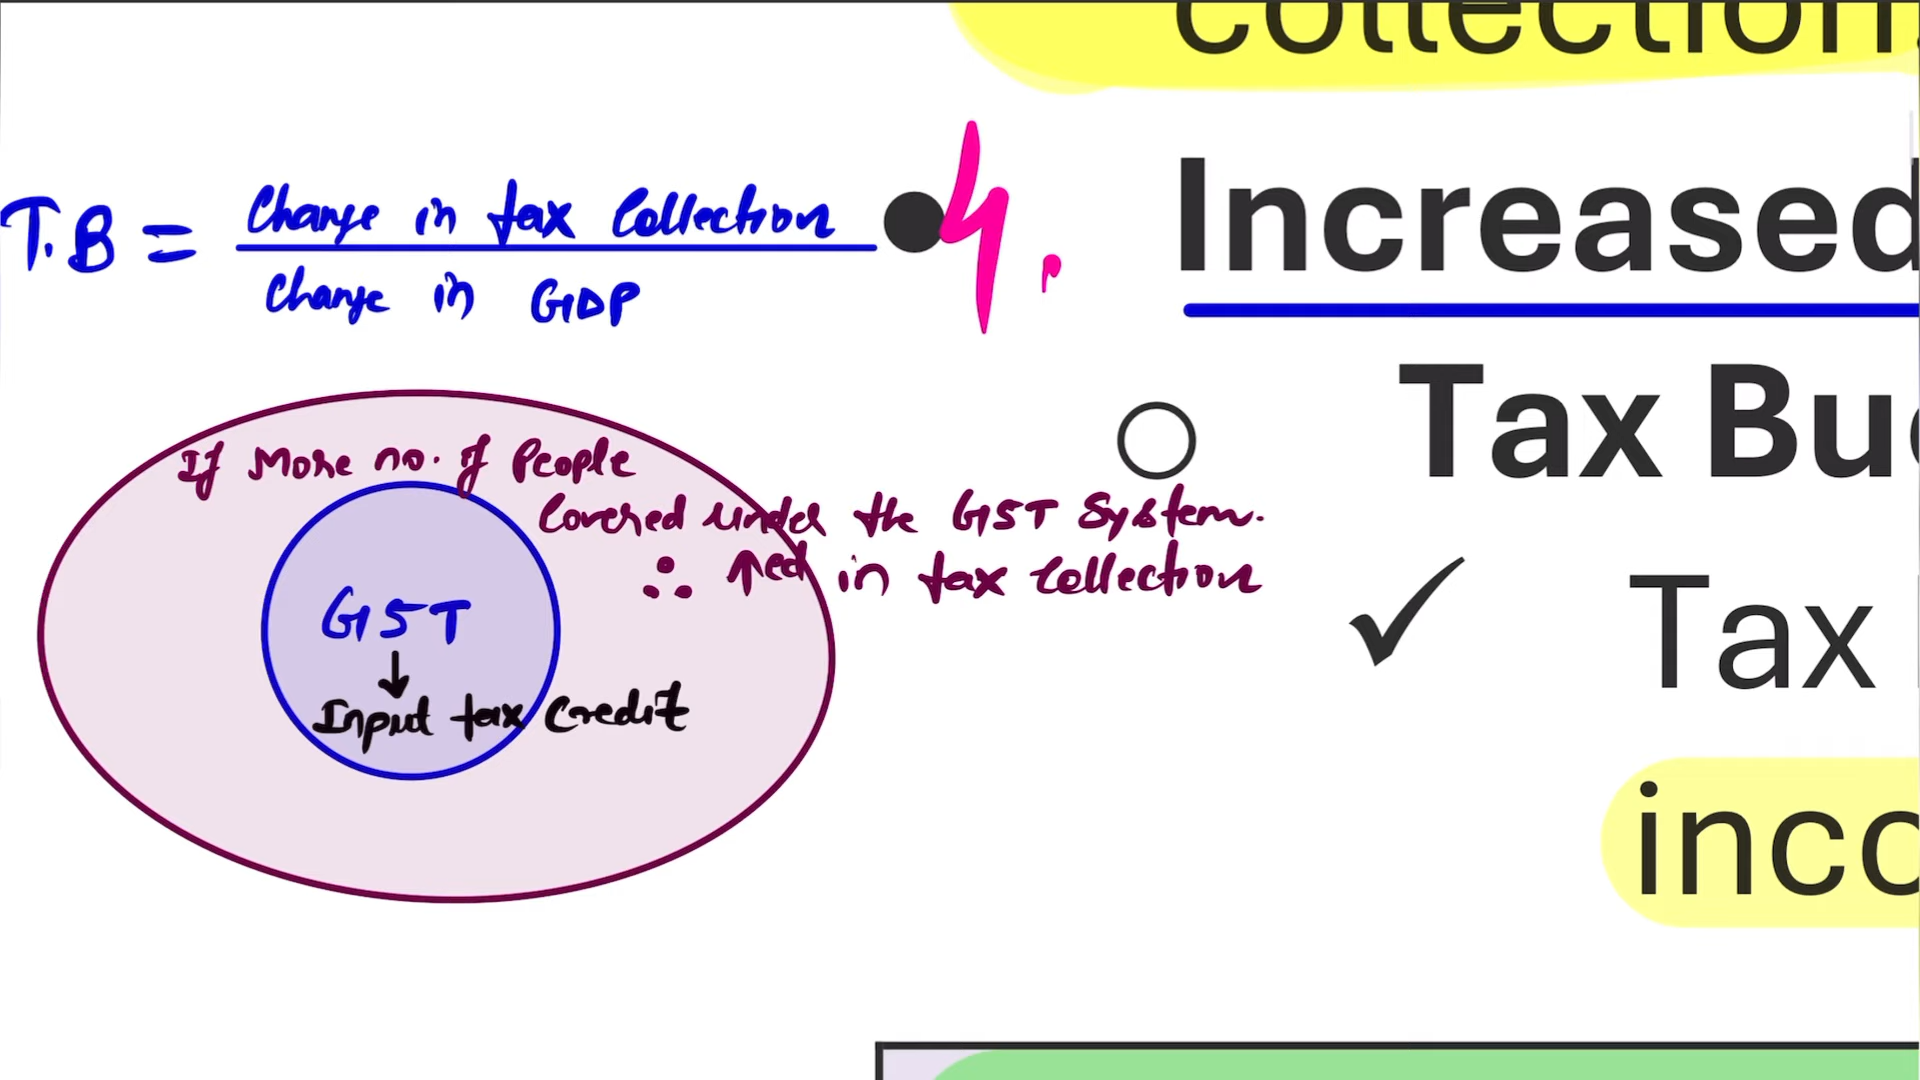 collection
T.B = Change in tax Collection
Change in GDP
4.
Increased
Tax Bu
If More no. of People
Covered under the GST System.
∴ ↑ed in tax Collection
GST
↓
Input tax Credit
✓ Tax
inco